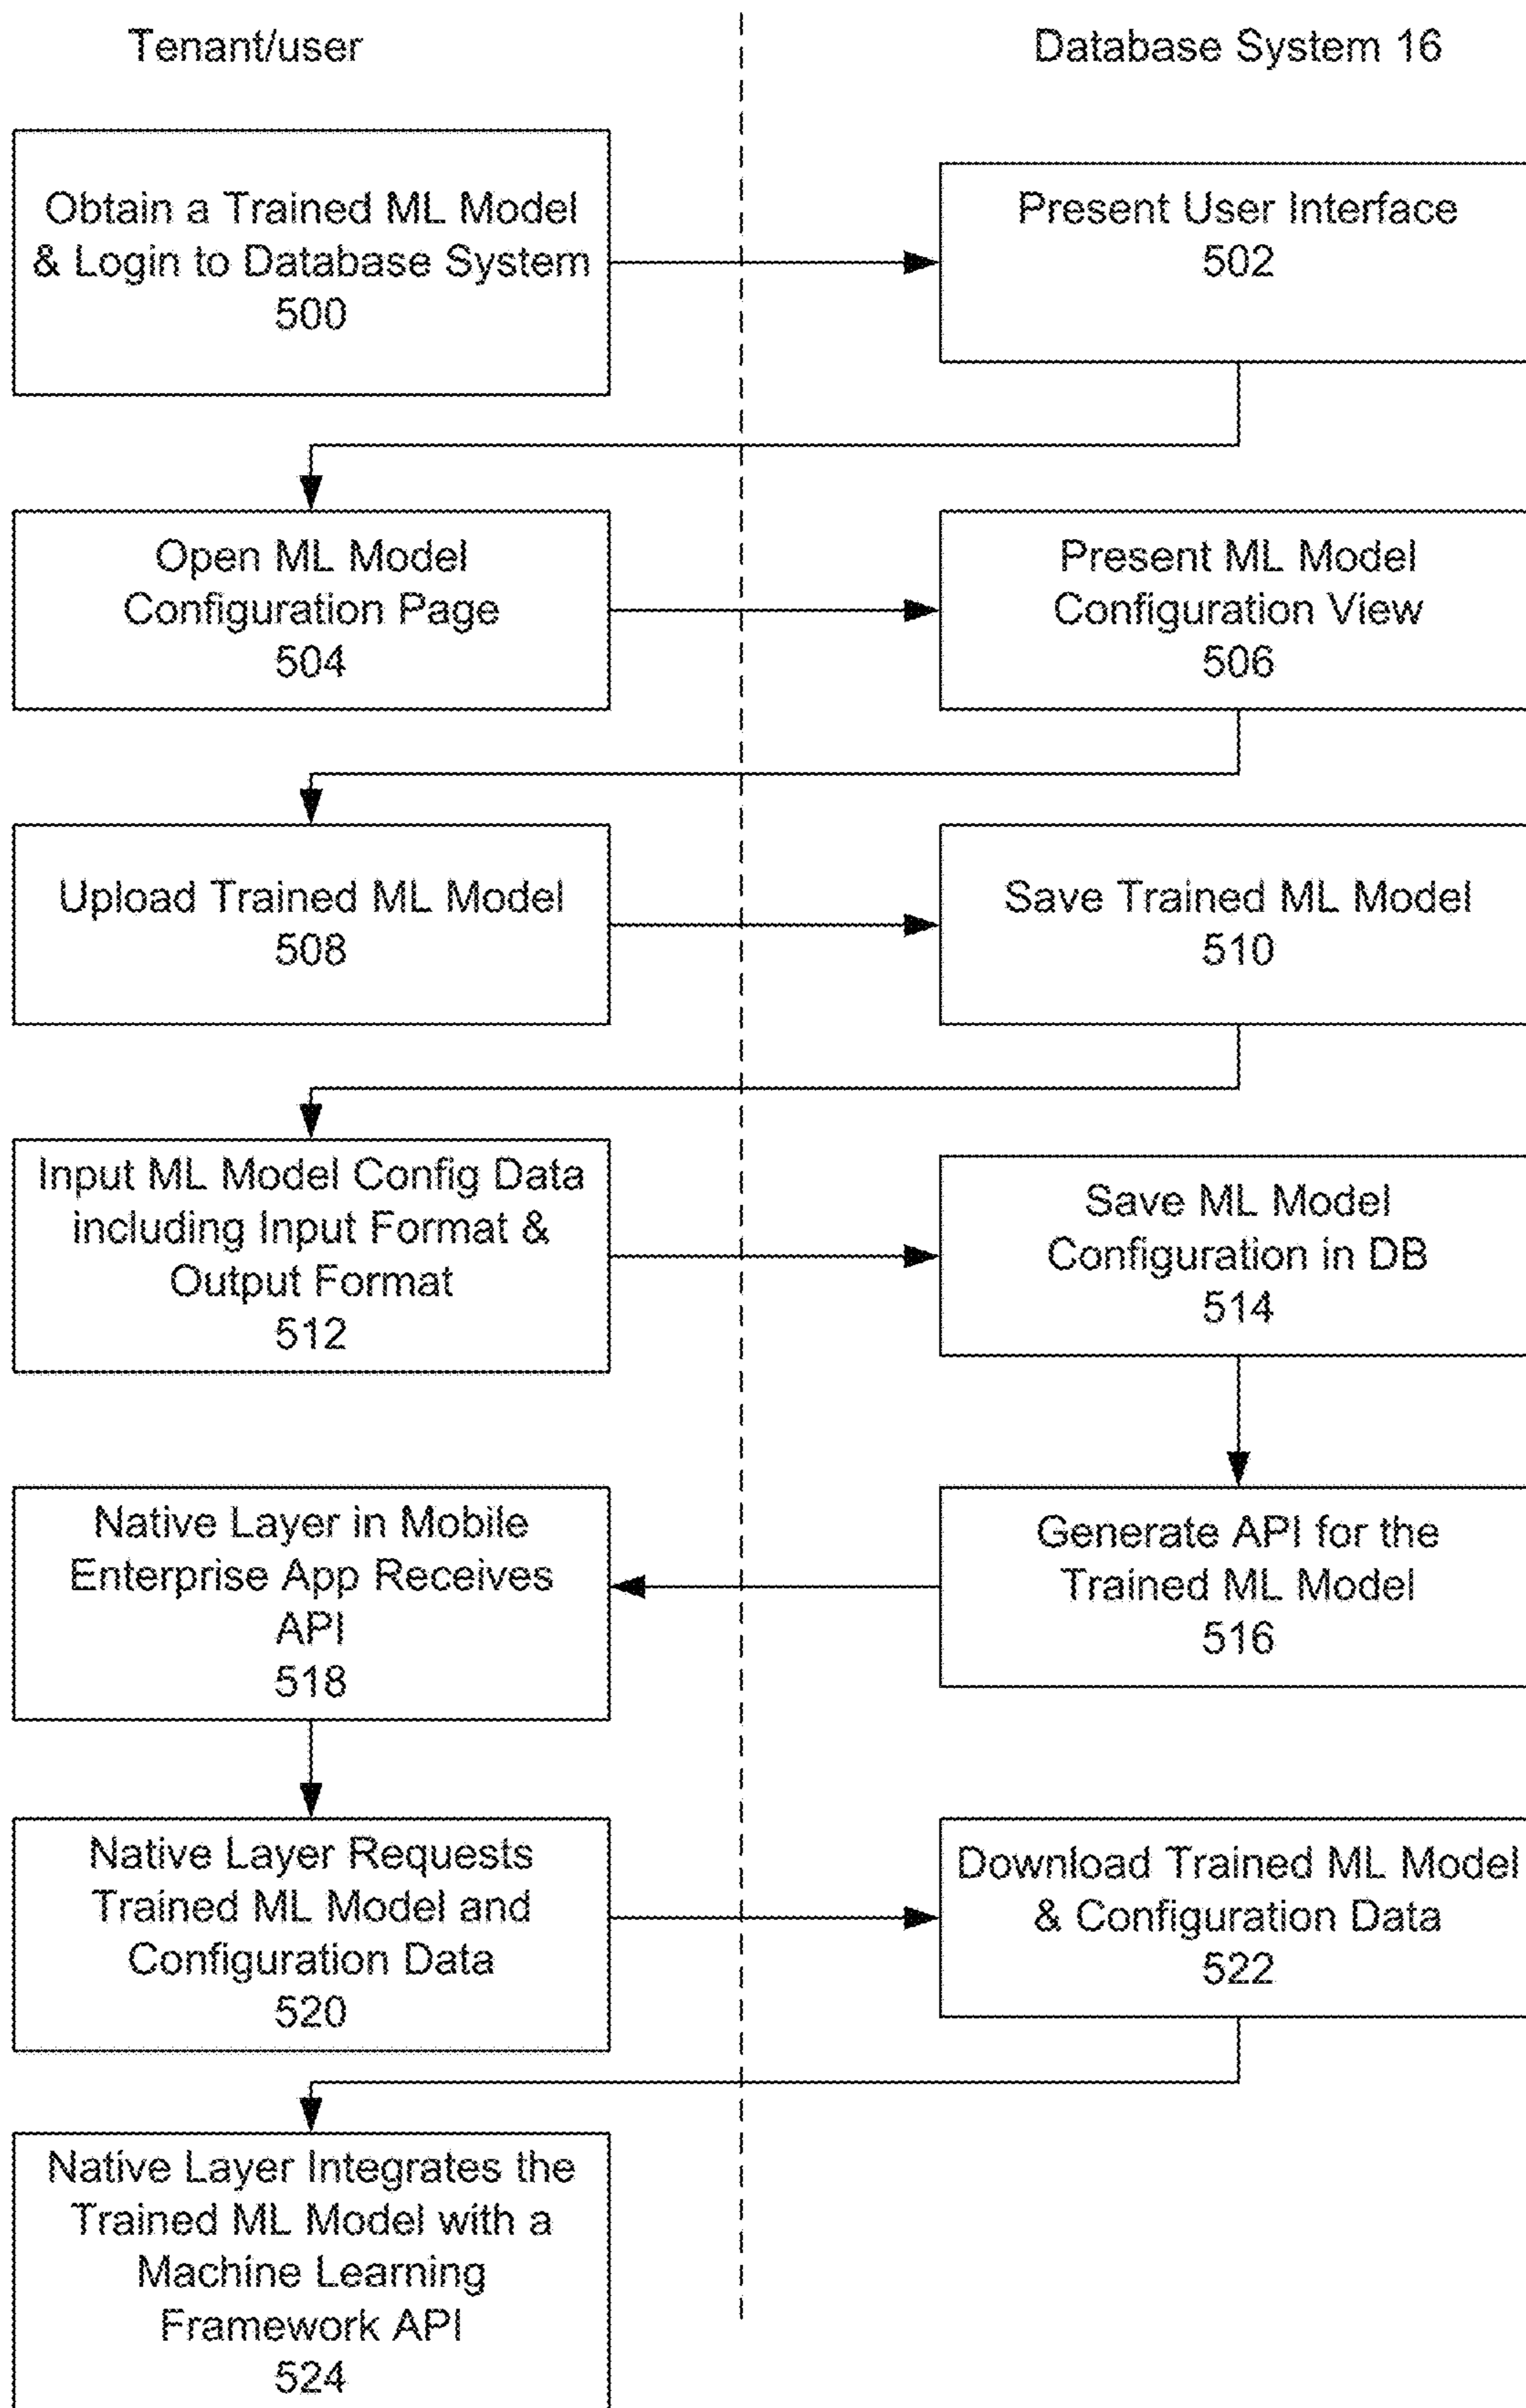 Tenant/user
Database System 16
Obtain a Trained ML Model
& Login to Database System
500
Present User Interface
502
Open ML Model
Configuration Page
504
Present ML Model
Configuration View
506
Upload Trained ML Model
508
Save Trained ML Model
510
Input ML Model Config Data
including Input Format &
Output Format
512
Save ML Model
Configuration in DB
514
Generate API for the
Trained ML Model
516
Native Layer in Mobile
Enterprise App Receives
API
518
Native Layer Requests
Trained ML Model and
Configuration Data
520
Download Trained ML Model
& Configuration Data
522
Native Layer Integrates the
Trained ML Model with a
Machine Learning
Framework API
524